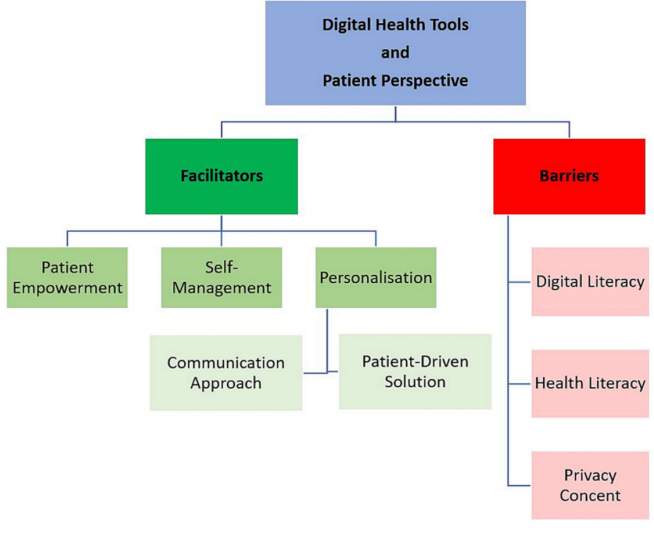 Digital Health Tools
and
Patient Perspective
Facilitators
Barriers
Patient
Empowerment
Self-
Management
Personalisation
Digital Literacy
Communication
Approach
Patient-Driven
Solution
Health Literacy
Privacy
Concent